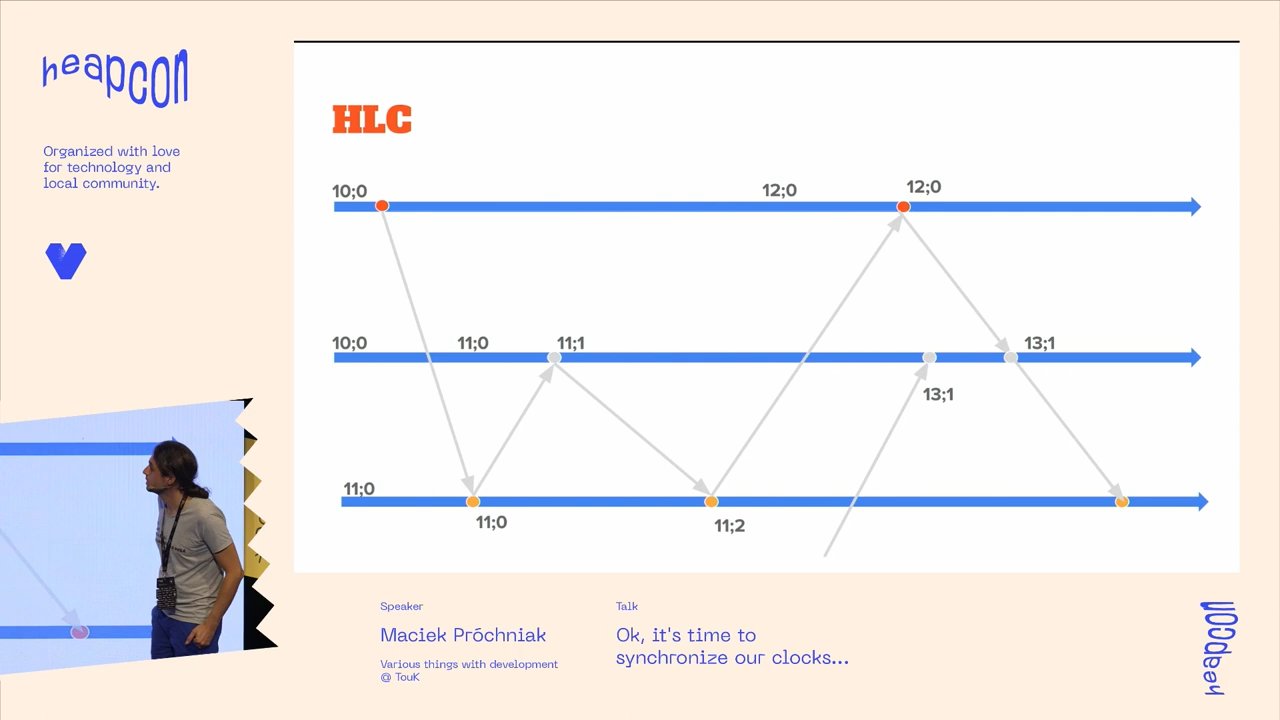 heapcon
Organized with love
for technology and
local community.
HLC
10;0
12;0
12;0
10;0
11;0
11;1
13;1
13;1
11;0
11;0
11;2
Speaker
Maciek Próchniak
Various things with development
@ TouK
Talk
Ok, it's time to
synchronize our clocks...
heapcon